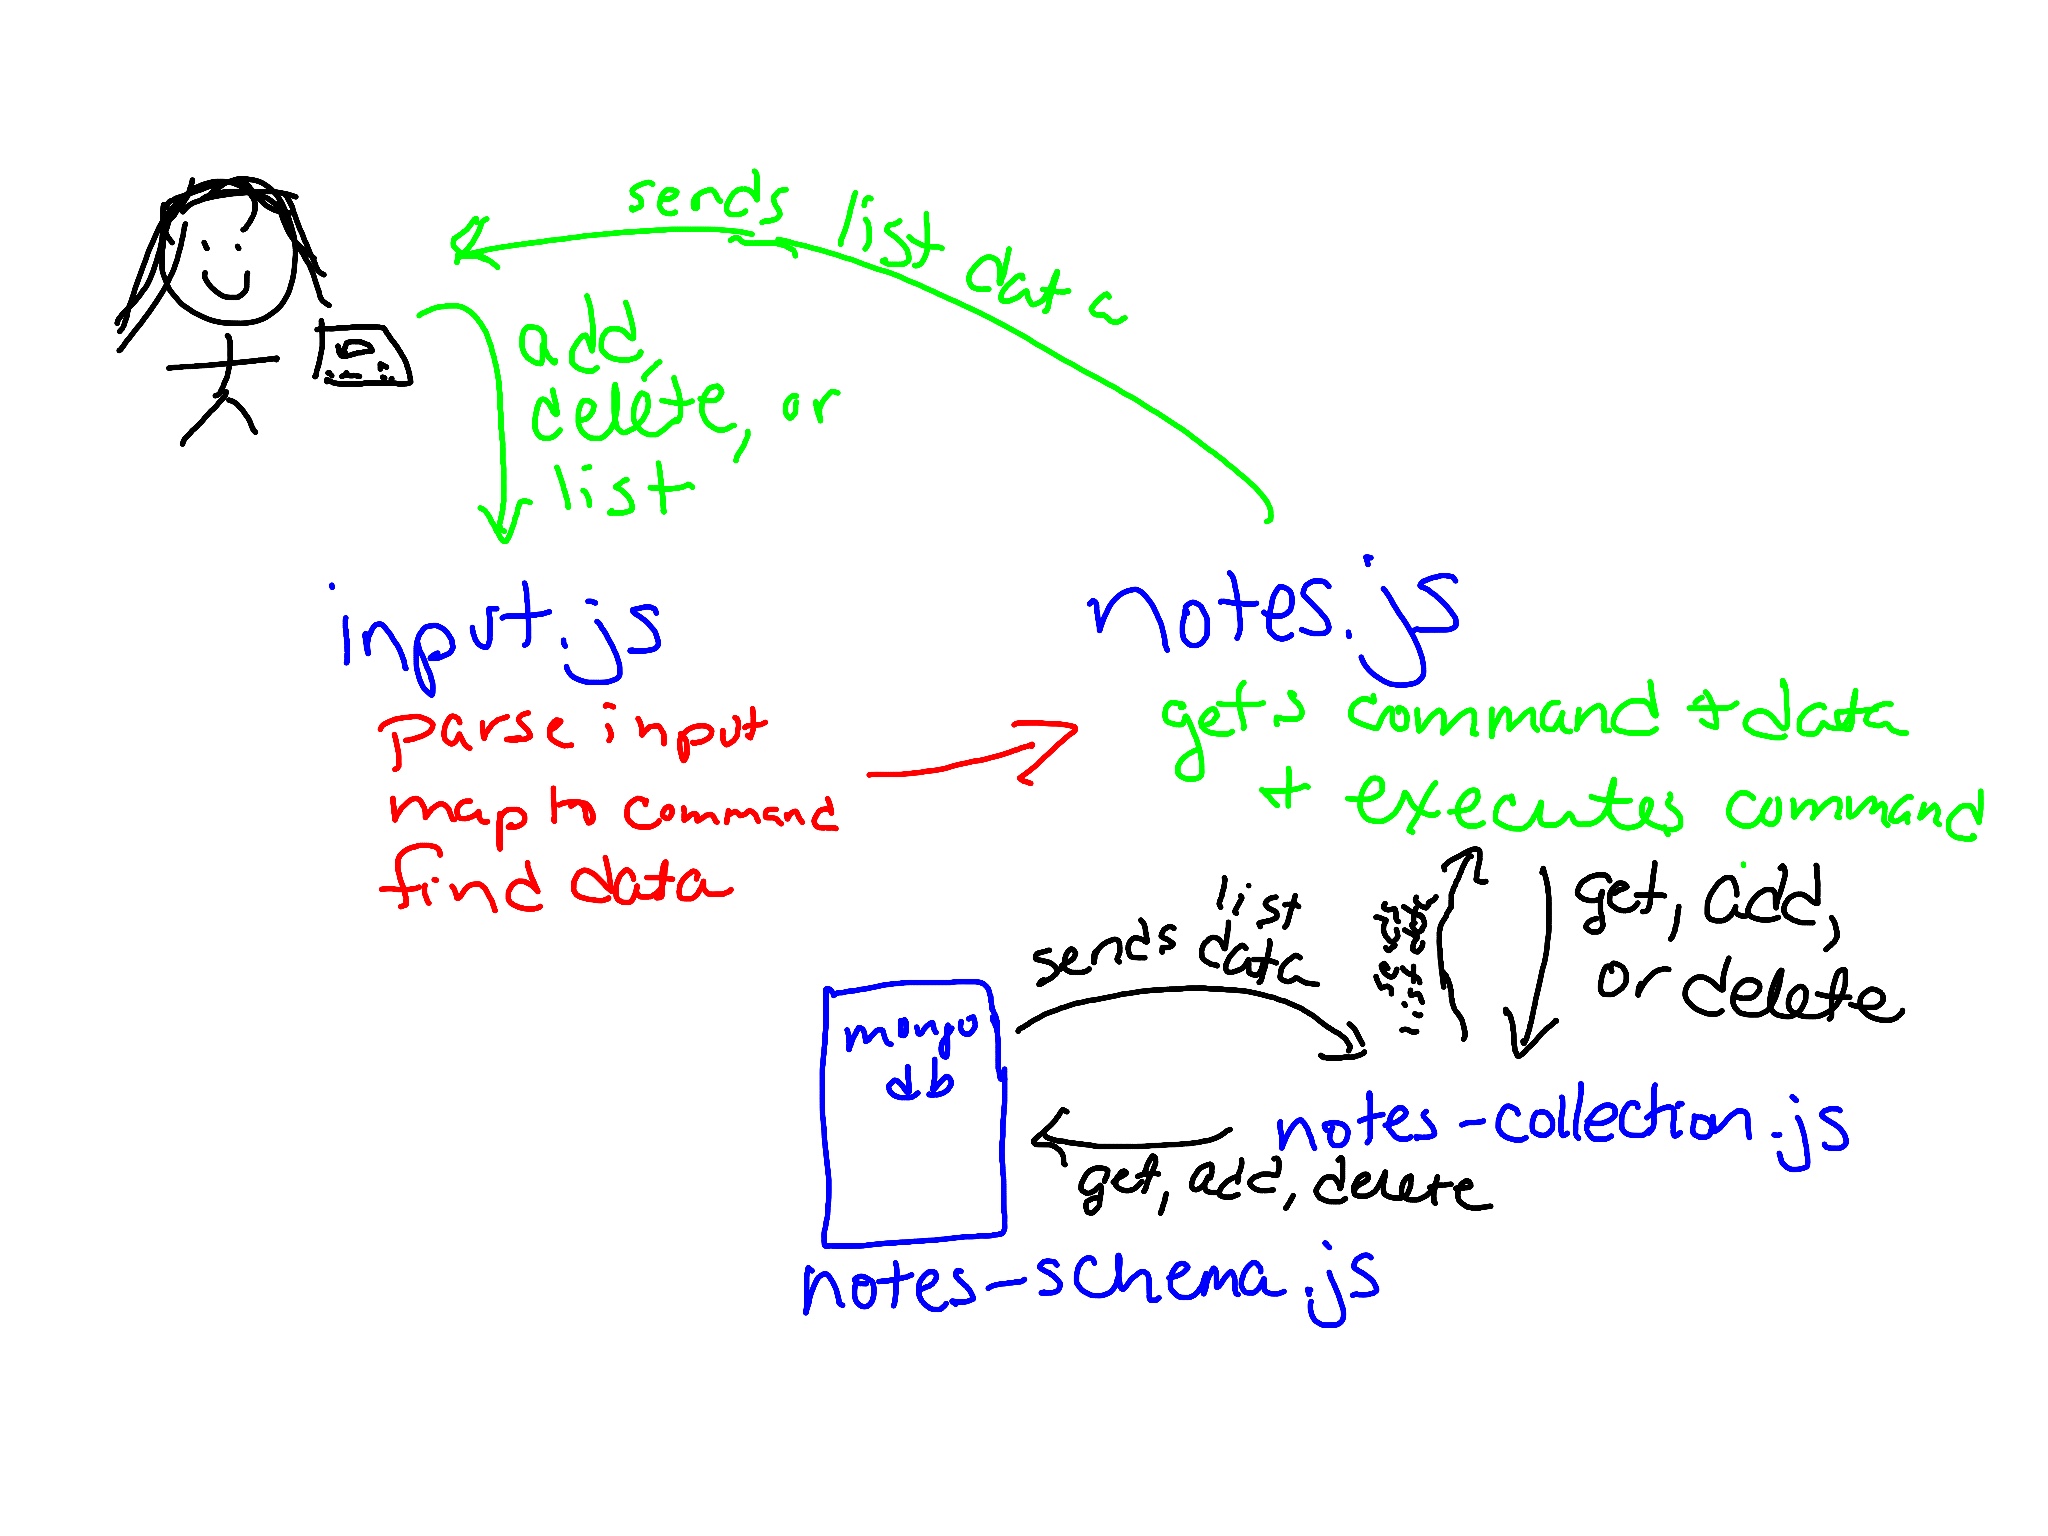 sends list data
add,
delete, or
list
input.js
parse input
map to command
find data
notes.js
gets command + data
+ executes command
get, add,
or delete
list
sends data
mongo
db
notes-collection.js
get, add, delete
notes-schema.js